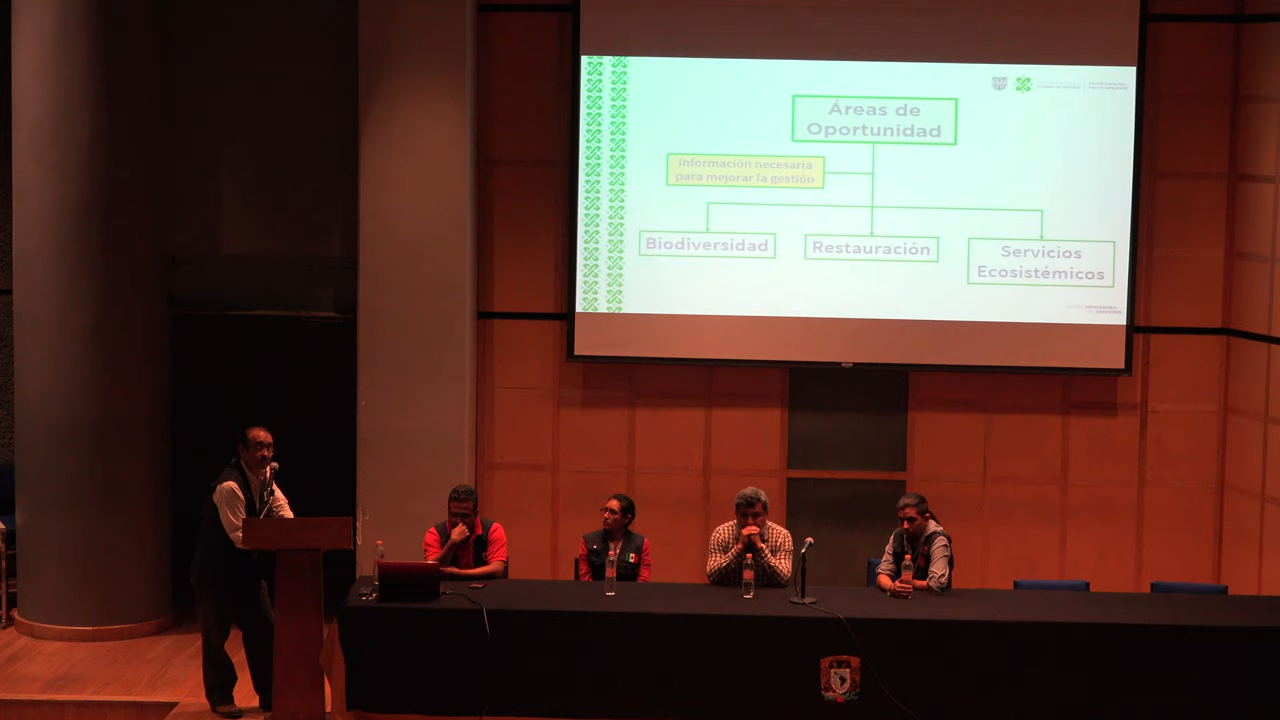 Áreas de
Oportunidad
Información necesaria
para mejorar la gestión
Biodiversidad
Restauración
Servicios
Ecosistémicos